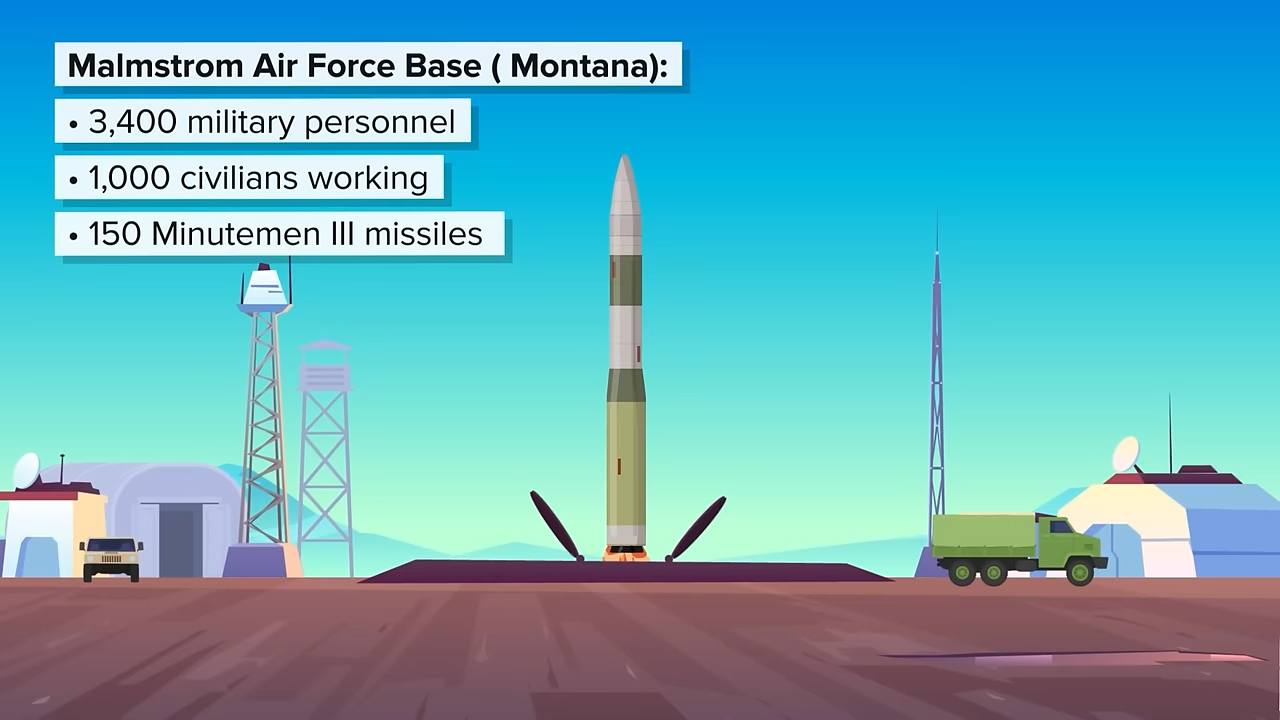 Malmstrom Air Force Base ( Montana):
• 3,400 military personnel
• 1,000 civilians working
• 150 Minutemen III missiles